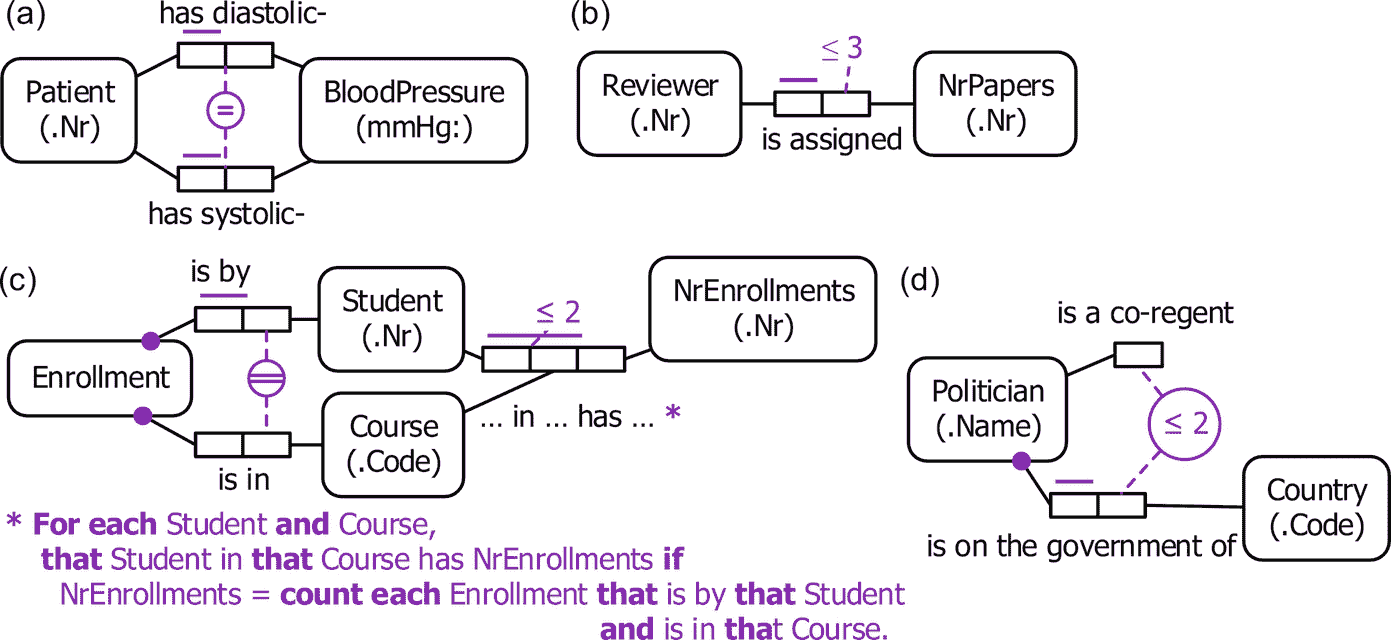 (a)
has diastolic-
Patient
(.Nr)
=
BloodPressure
(mmHg:)
has systolic-
(b)
Reviewer
(.Nr)
≤ 3
is assigned
NrPapers
(.Nr)
(c)
is by
Enrollment
Student
(.Nr)
≤ 2
NrEnrollments
(.Nr)
Course
(.Code)
... in ... has ... *
is in
* For each Student and Course,
that Student in that Course has NrEnrollments if
NrEnrollments = count each Enrollment that is by that Student
and is in that Course.
(d)
is a co-regent
Politician
(.Name)
≤ 2
Country
(.Code)
is on the government of